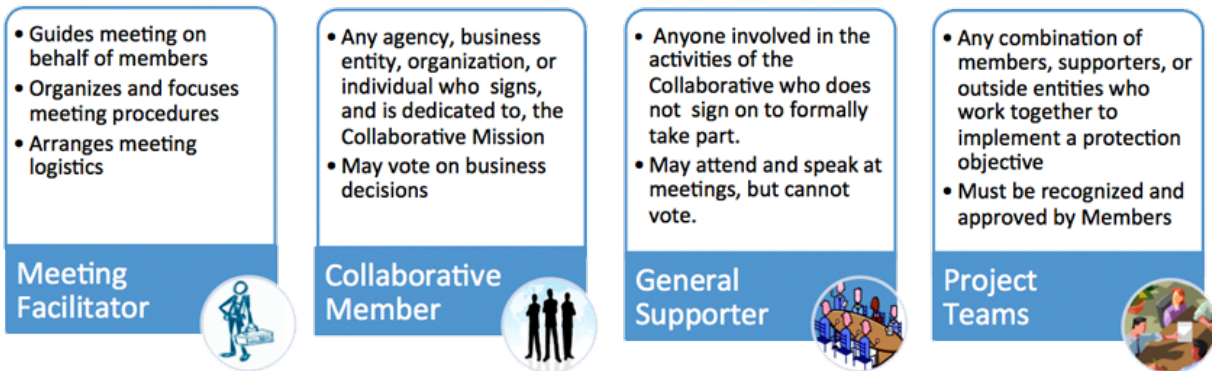 • Guides meeting on
behalf of members
• Organizes and focuses
meeting procedures
• Arranges meeting
logistics
Meeting
Facilitator
• Any agency, business
entity, organization, or
individual who signs,
and is dedicated to, the
Collaborative Mission
• May vote on business
decisions
Collaborative
Member
• Anyone involved in the
activities of the
Collaborative who does
not sign on to formally
take part.
• May attend and speak at
meetings, but cannot
vote.
General
Supporter
• Any combination of
members, supporters, or
outside entities who
work together to
implement a protection
objective
• Must be recognized and
approved by Members
Project
Teams